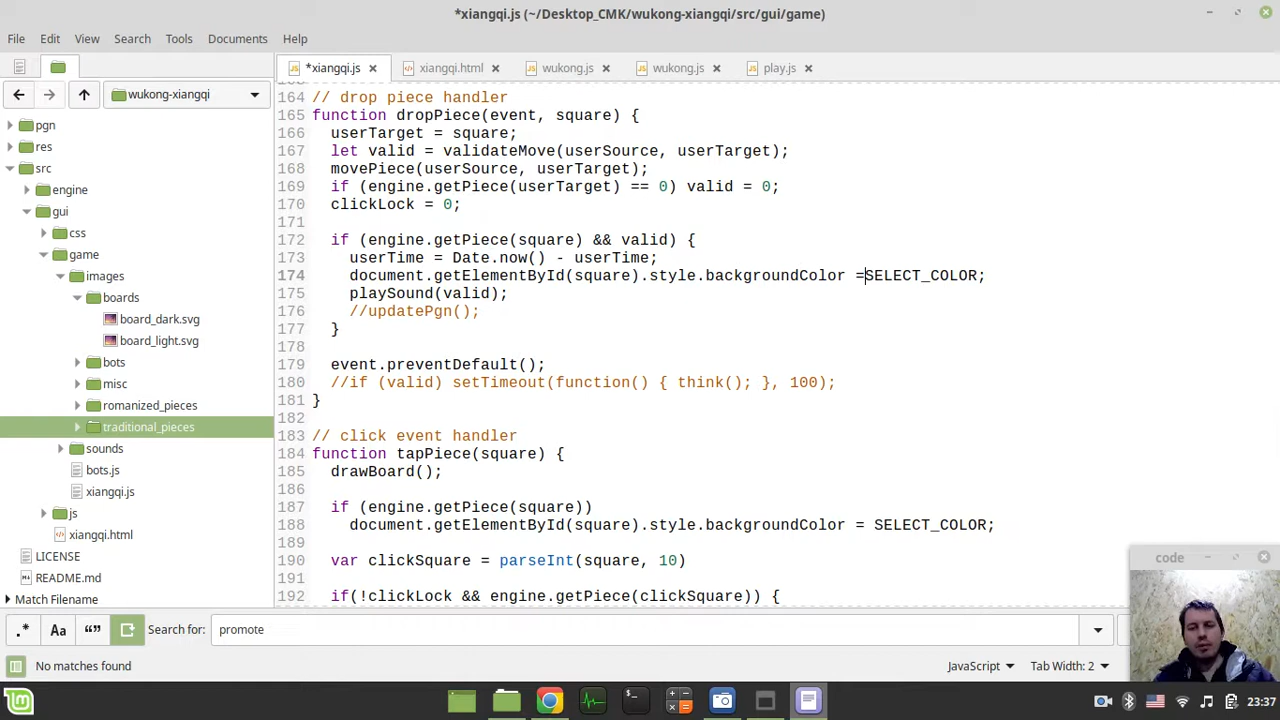 *xiangqi.js (~/Desktop_CMK/wukong-xiangqi/src/gui/game)
File Edit View Search Tools Documents Help
*xiangqi.js xiangqi.html wukong.js wukong.js play.js
wukong-xiangqi
pgn
res
src
engine
gui
css
game
images
boards
board_dark.svg
board_light.svg
bots
misc
romanized_pieces
traditional_pieces
sounds
bots.js
xiangqi.js
js
xiangqi.html
LICENSE
README.md
Match Filename
164 // drop piece handler
165 function dropPiece(event, square) {
166   userTarget = square;
167   let valid = validateMove(userSource, userTarget);
168   movePiece(userSource, userTarget);
169   if (engine.getPiece(userTarget) == 0) valid = 0;
170   clickLock = 0;
171
172   if (engine.getPiece(square) && valid) {
173     userTime = Date.now() - userTime;
174     document.getElementById(square).style.backgroundColor =SELECT_COLOR;
175     playSound(valid);
176     //updatePgn();
177   }
178
179   event.preventDefault();
180   //if (valid) setTimeout(function() { think(); }, 100);
181 }
182
183 // click event handler
184 function tapPiece(square) {
185   drawBoard();
186
187   if (engine.getPiece(square))
188     document.getElementById(square).style.backgroundColor = SELECT_COLOR;
189
190   var clickSquare = parseInt(square, 10)
191
192   if(!clickLock && engine.getPiece(clickSquare)) {
code
.* Aa “” Search for: promote
No matches found JavaScript Tab Width: 2
23:37